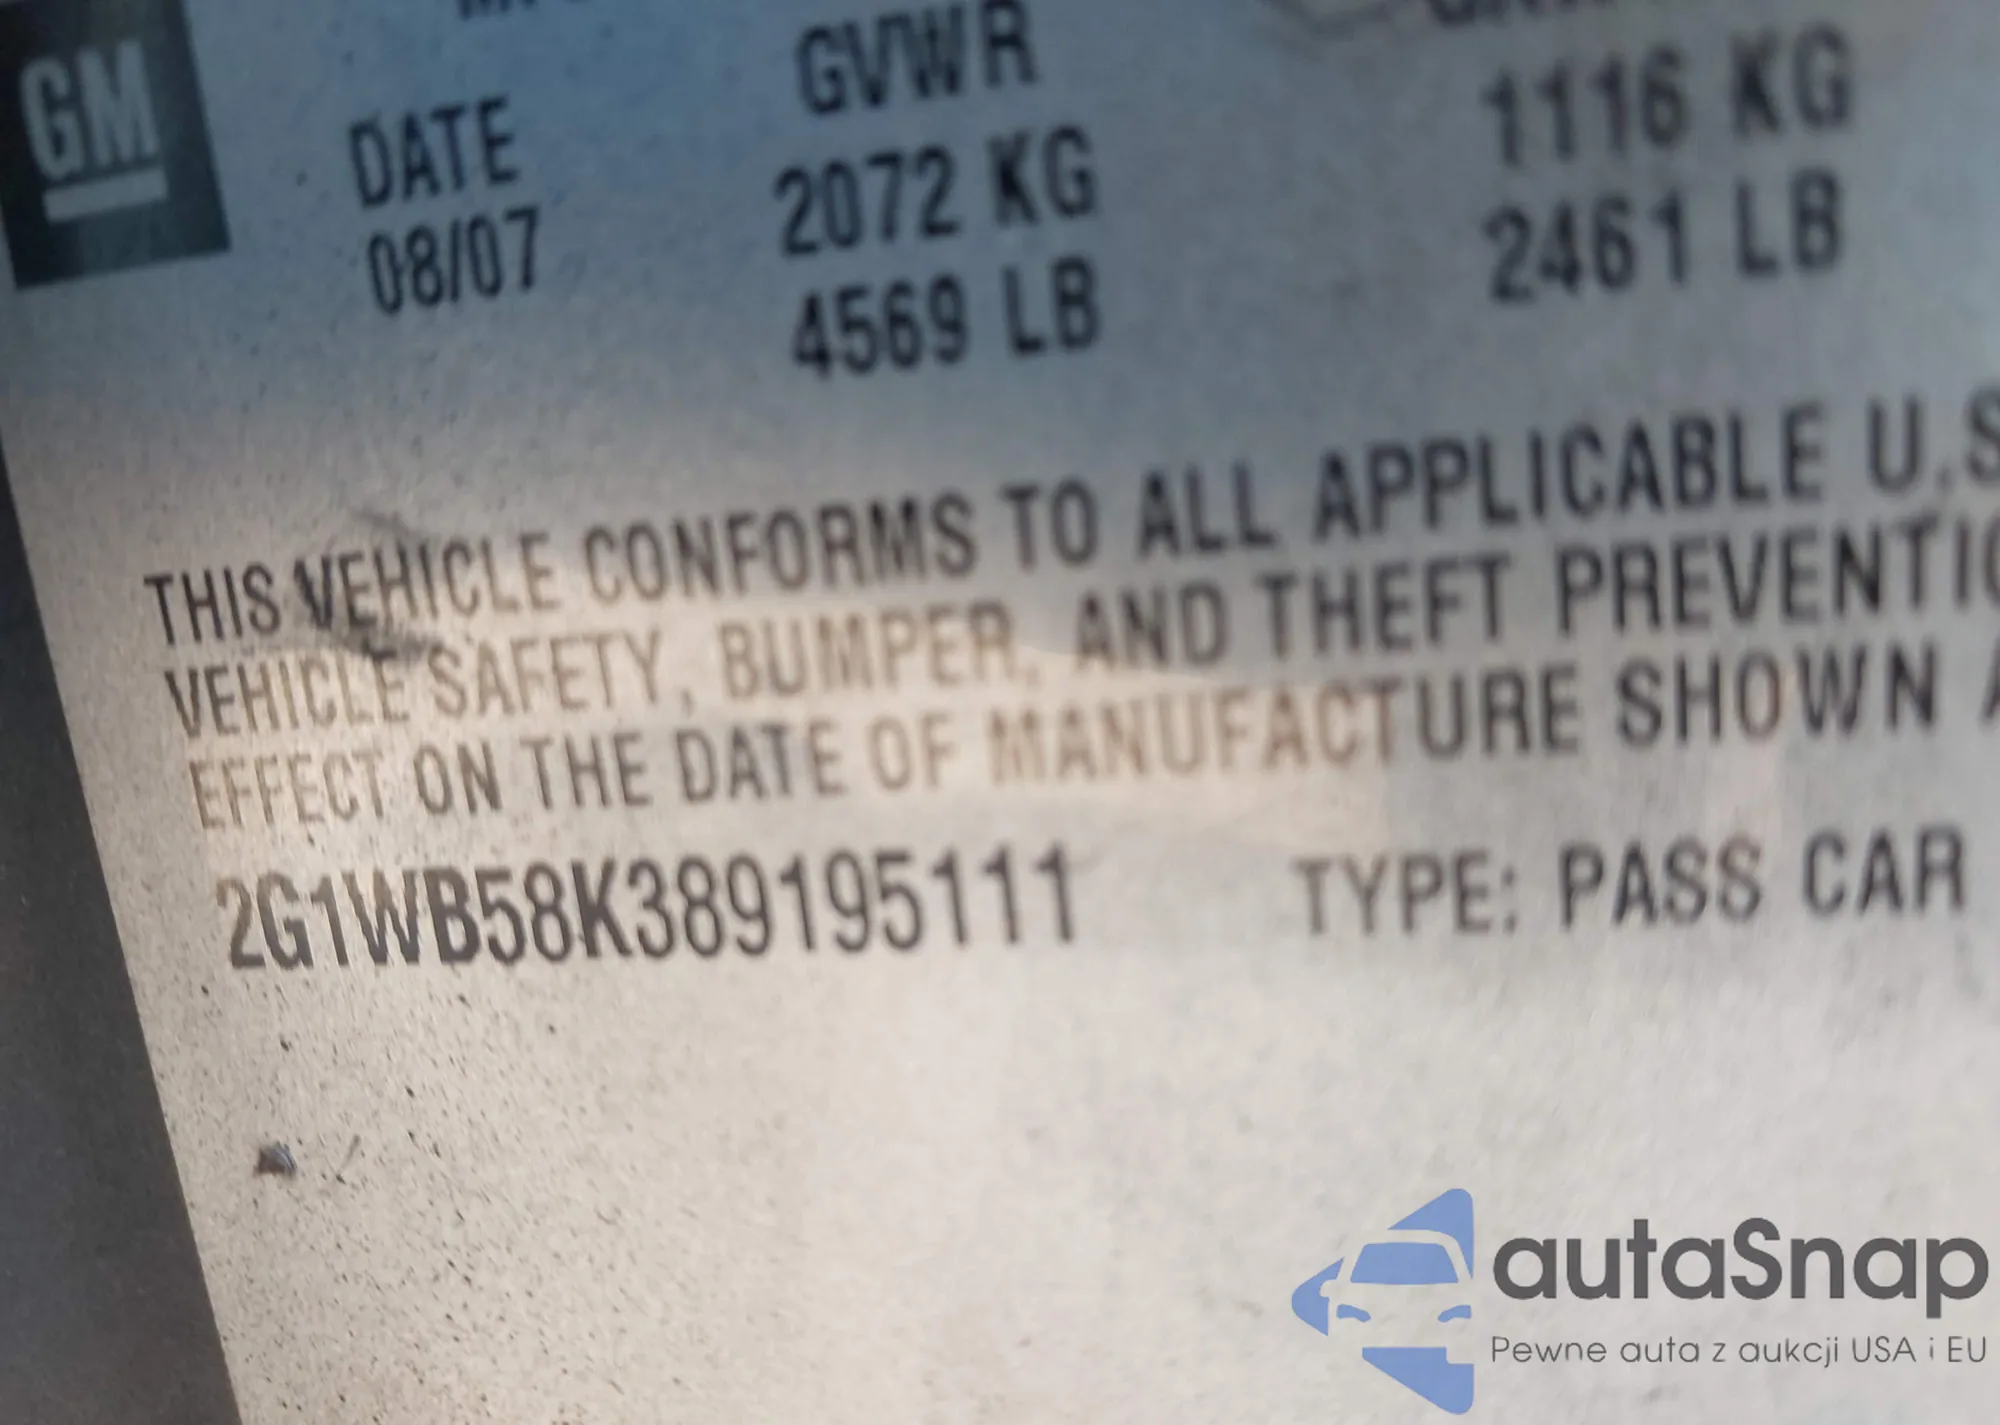 GM
DATE
08/07
GVWR
2072 KG
4569 LB
1116 KG
2461 LB
THIS VEHICLE CONFORMS TO ALL APPLICABLE U.S
VEHICLE SAFETY, BUMPER, AND THEFT PREVENTIO
EFFECT ON THE DATE OF MANUFACTURE SHOWN A
2G1WB58K389195111 TYPE: PASS CAR
autaSnap
Pewne auta z aukcji USA i EU